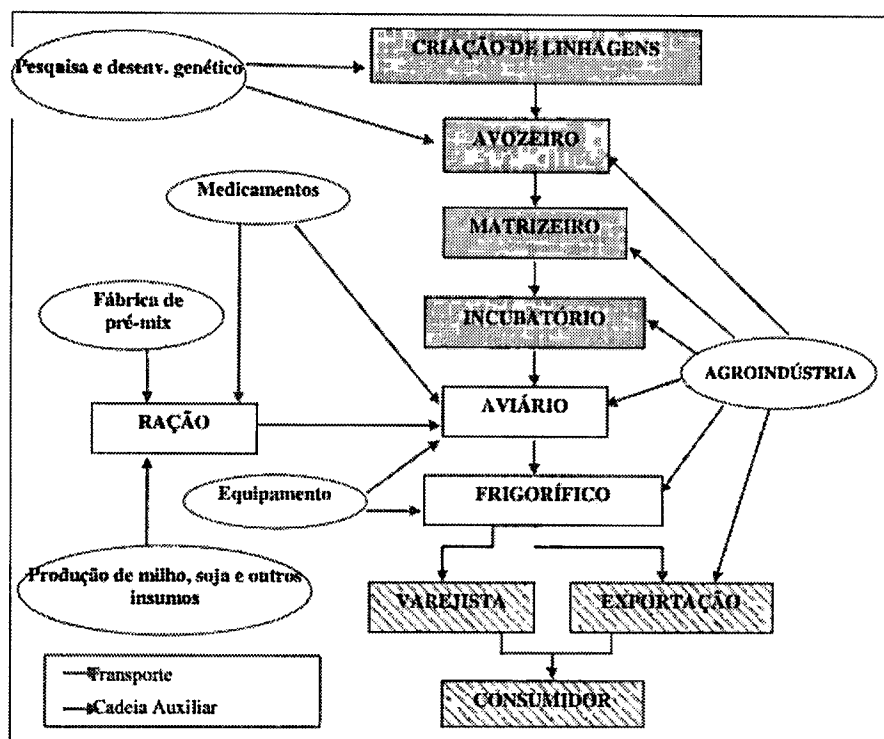 CRIAÇÃO DE LINHAGENS
Pesquisa e desenv. genético
AVOZEIRO
Medicamentos
MATRIZEIRO
Fábrica de
pré-mix
INCUBATÓRIO
AGROINDÚSTRIA
RAÇÃO
AVIÁRIO
Equipamento
FRIGORÍFICO
Produção de milho, soja e outros
insumos
VAREJISTA
EXPORTAÇÃO
Transporte
Cadeia Auxiliar
CONSUMIDOR